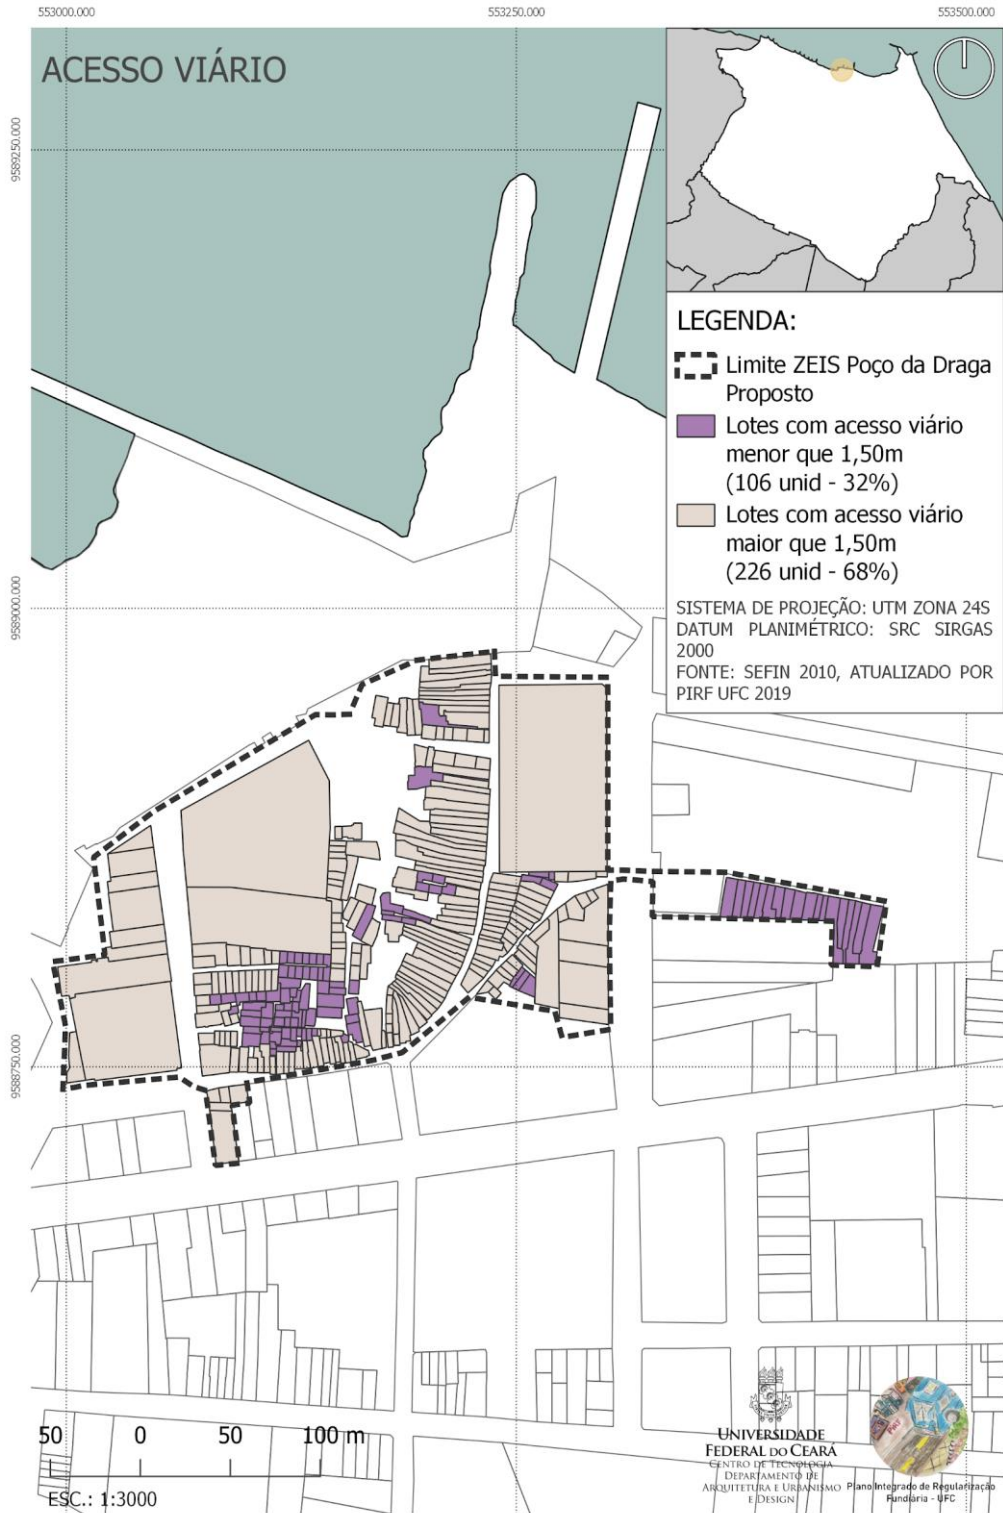 553000.000
553250.000
553500.000
ACESSO VIÁRIO
9589250.000
9589000.000
9588750.000
LEGENDA:
Limite ZEIS Poço da Draga
Proposto
Lotes com acesso viário
menor que 1,50m
(106 unid - 32%)
Lotes com acesso viário
maior que 1,50m
(226 unid - 68%)
SISTEMA DE PROJEÇÃO: UTM ZONA 24S
DATUM PLANIMÉTRICO: SRC SIRGAS
2000
FONTE: SEFIN 2010, ATUALIZADO POR
PIRF UFC 2019
50 0 50 100 m
ESC.: 1:3000
UNIVERSIDADE
FEDERAL DO CEARÁ
CENTRO DE TECNOLOGIA
DEPARTAMENTO DE
ARQUITETURA E URBANISMO
E DESIGN
Plano Integrado de Regularização
Fundiária - UFC